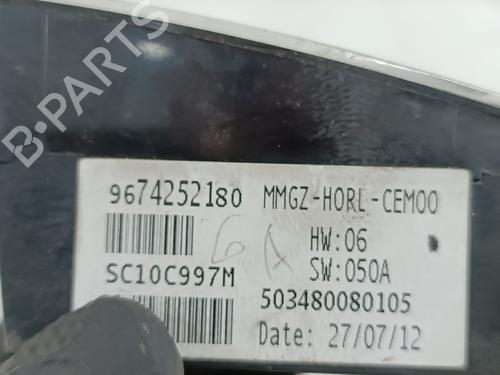 B-PARTS
9674252180 MMGZ-HORL-CEM00
HW:06
SW:050A
SC10C997M
503480080105
Date: 27/07/12